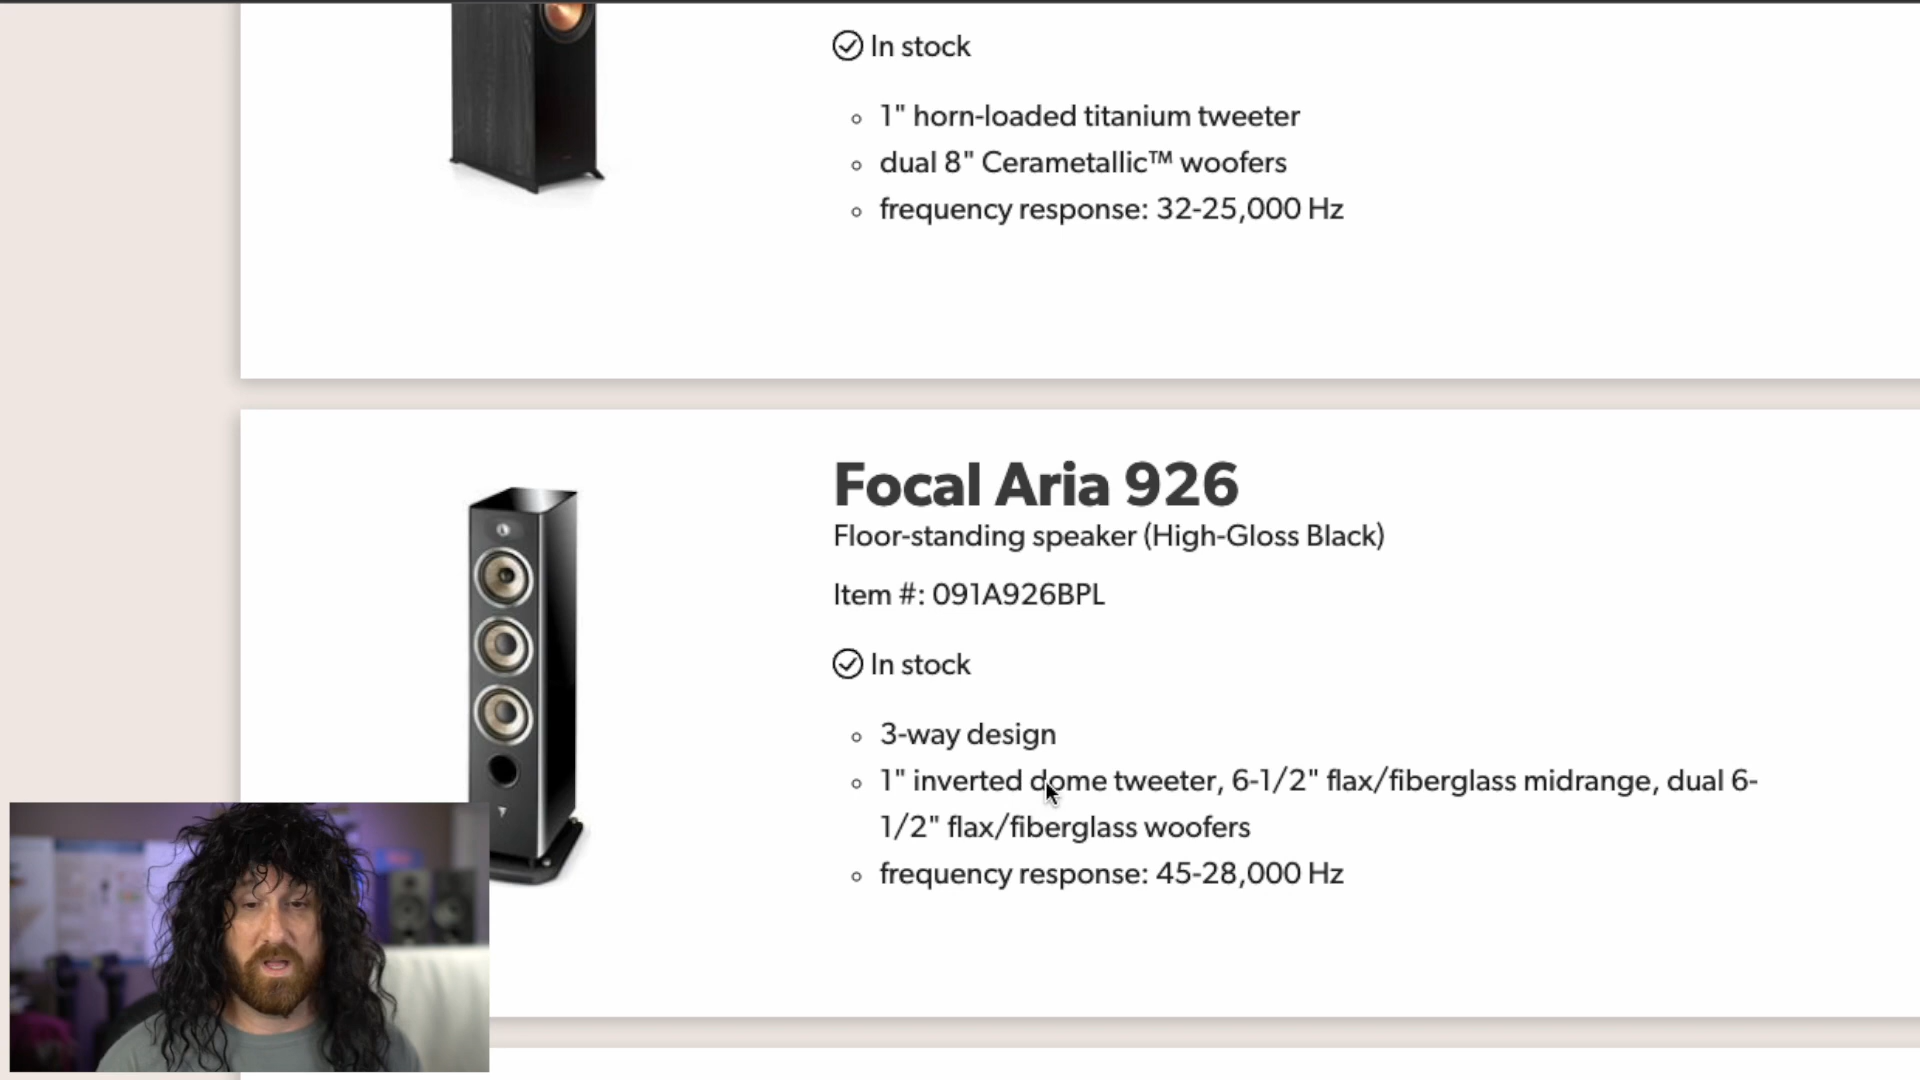 In stock
1" horn-loaded titanium tweeter
dual 8" Cerametallic™ woofers
frequency response: 32-25,000 Hz
Focal Aria 926
Floor-standing speaker (High-Gloss Black)
Item #: 091A926BPL
In stock
3-way design
1" inverted dome tweeter, 6-1/2" flax/fiberglass midrange, dual 6-
1/2" flax/fiberglass woofers
frequency response: 45-28,000 Hz